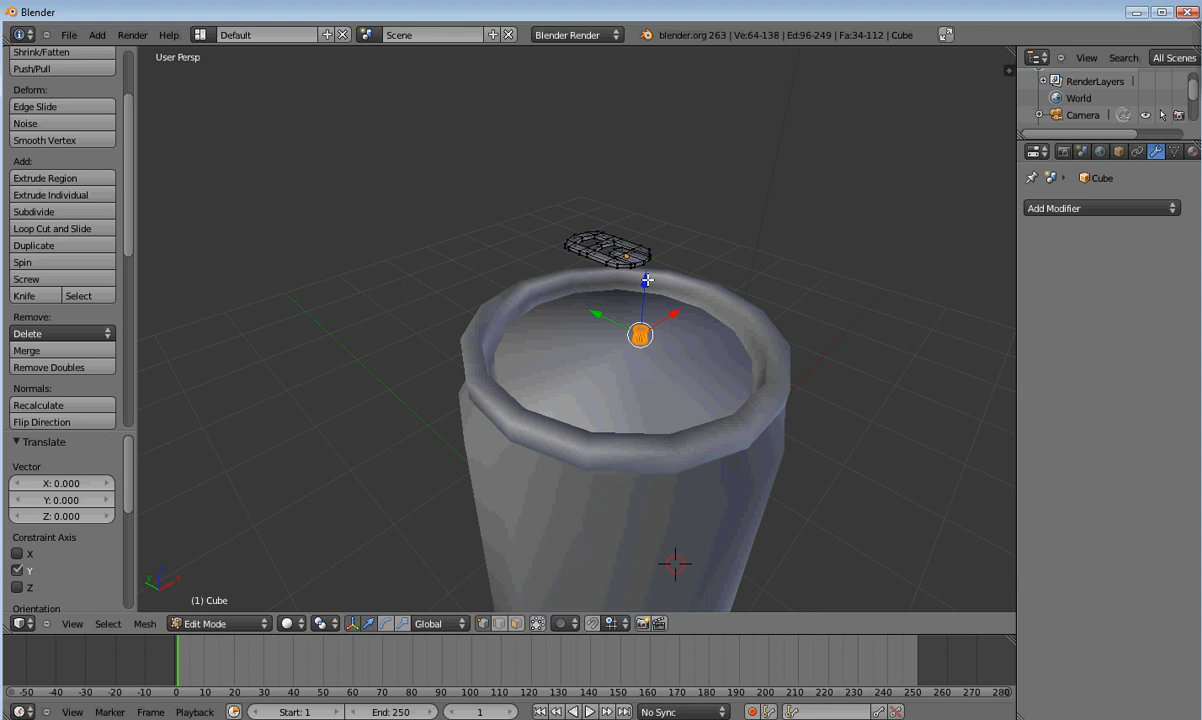 Blender
File Add Render Help Default Scene Blender Render blender.org 263 | Ve:64-138 | Ed:96-249 | Fa:34-112 | Cube
Shrink/Fatten
Push/Pull
Deform:
Edge Slide
Noise
Smooth Vertex
Add:
Extrude Region
Extrude Individual
Subdivide
Loop Cut and Slide
Duplicate
Spin
Screw
Knife Select
Remove:
Delete
Merge
Remove Doubles
Normals:
Recalculate
Flip Direction
Translate
Vector
X: 0.000
Y: 0.000
Z: 0.000
Constraint Axis
X
Y
Z
Orientation
User Persp
(1) Cube
View Select Mesh Edit Mode Global
View Search All Scenes
RenderLayers
World
Camera
Cube
Add Modifier
-50 -40 -30 -20 -10 0 10 20 30 40 50 60 70 80 90 100 110 120 130 140 150 160 170 180 190 200 210 220 230 240 250 260 270 280
View Marker Frame Playback Start: 1 End: 250 1 No Sync